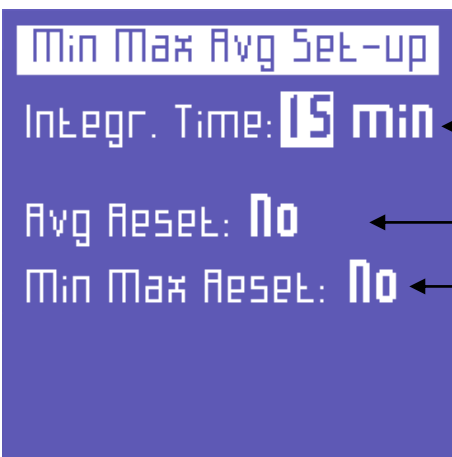 Min Max Avg Set-up
Integr. Time: 15 min
Avg Reset: No
Min Max Reset: No